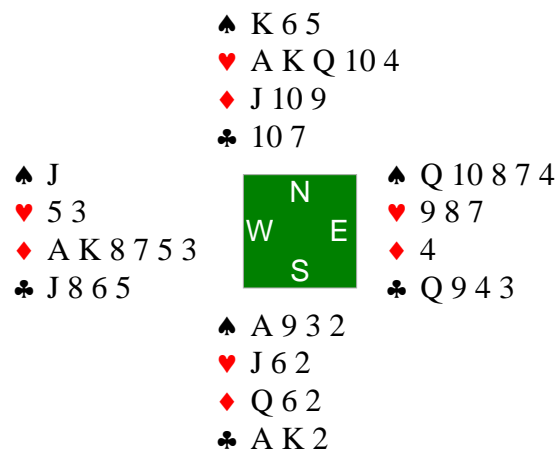 ♠ K 6 5
♥ A K Q 10 4
♦ J 10 9
♣ 10 7
♠ J
♥ 5 3
♦ A K 8 7 5 3
♣ J 8 6 5
N
W E
S
♠ Q 10 8 7 4
♥ 9 8 7
♦ 4
♣ Q 9 4 3
♠ A 9 3 2
♥ J 6 2
♦ Q 6 2
♣ A K 2